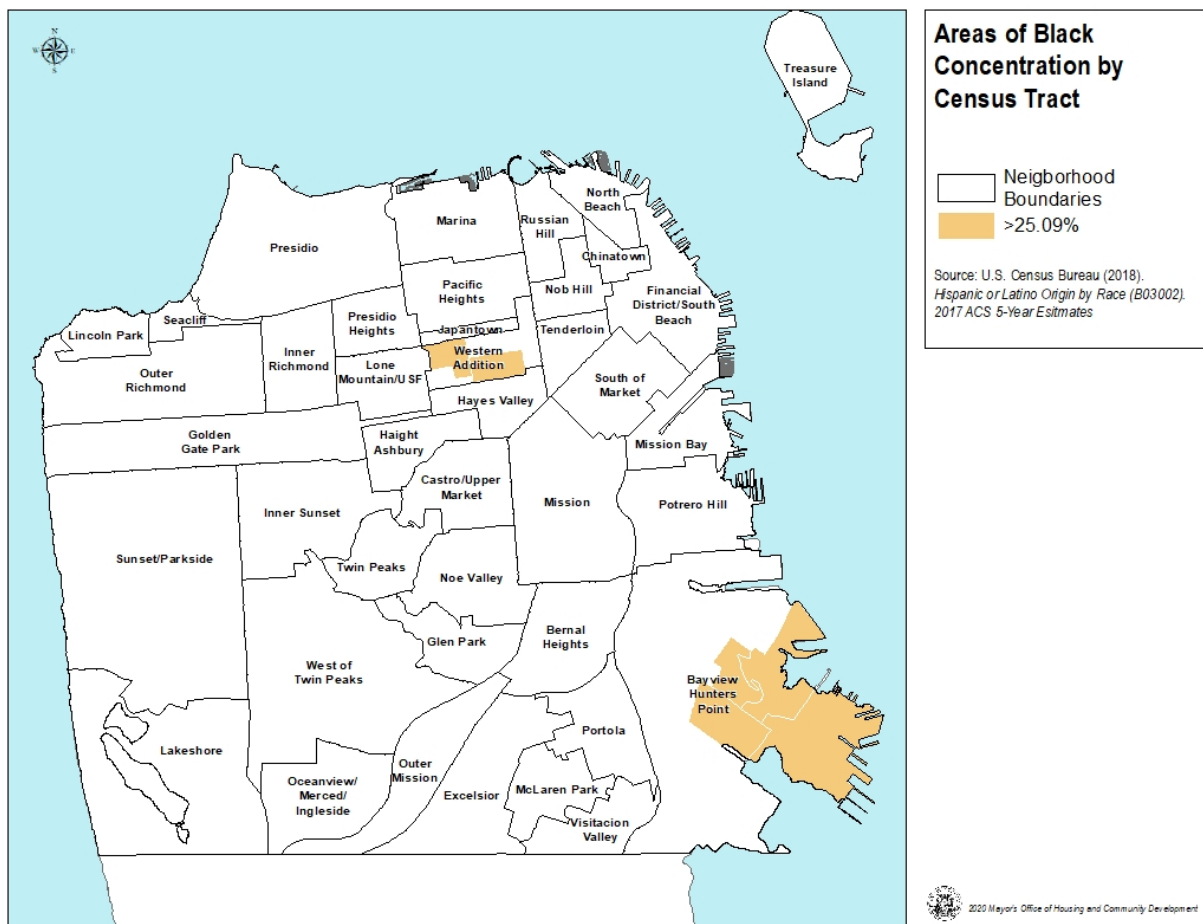 N
W
E
S
Treasure
Island
North
Beach
Marina
Russian
Hill
Presidio
Chinatown
Pacific
Heights
Nob Hill
Financial
District/South
Beach
Seacliff
Lincoln Park
Presidio
Heights
Japantown
Tenderloin
Inner
Richmond
Western
Addition
Outer
Richmond
Lone
Mountain/USF
South of
Market
Hayes Valley
Golden
Gate Park
Haight
Ashbury
Mission Bay
Castro/Upper
Market
Mission
Potrero Hill
Inner Sunset
Sunset/Parkside
Twin Peaks
Noe Valley
Glen Park
Bernal
Heights
West of
Twin Peaks
Bayview
Hunters
Point
Portola
Lakeshore
Outer
Mission
Oceanview/
Merced/
Ingleside
Excelsior
McLaren Park
Visitacion
Valley
Areas of Black
Concentration by
Census Tract
Neigborhood
Boundaries
>25.09%
Source: U.S. Census Bureau (2018).
Hispanic or Latino Origin by Race (B03002).
2017 ACS 5-Year Esitmates
2020 Mayor's Office of Housing and Community Development